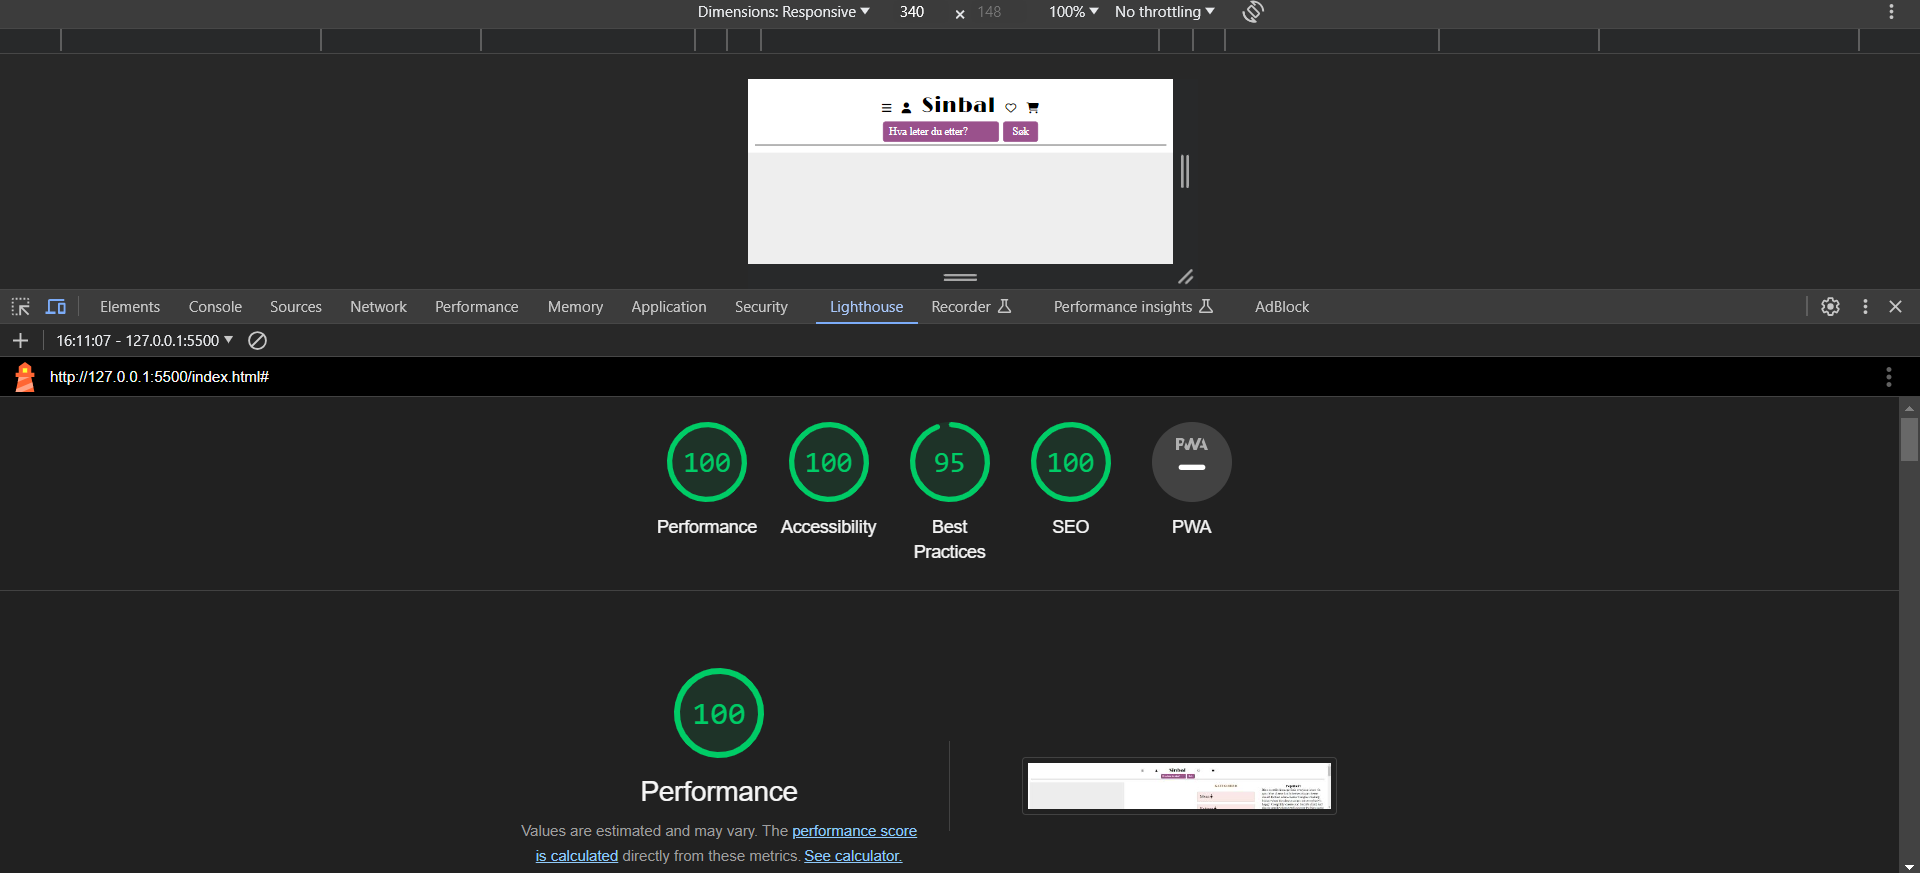 Dimensions: Responsive 340 × 148 100% No throttling
Sinbal
Hva leter du etter? Søk
Elements Console Sources Network Performance Memory Application Security Lighthouse Recorder Performance insights AdBlock
16:11:07 - 127.0.0.1:5500
http://127.0.0.1:5500/index.html#
100 100 95 100 PWA
Performance Accessibility Best Practices SEO PWA
100
Performance
Values are estimated and may vary. The performance score
is calculated directly from these metrics. See calculator.
Sinbal